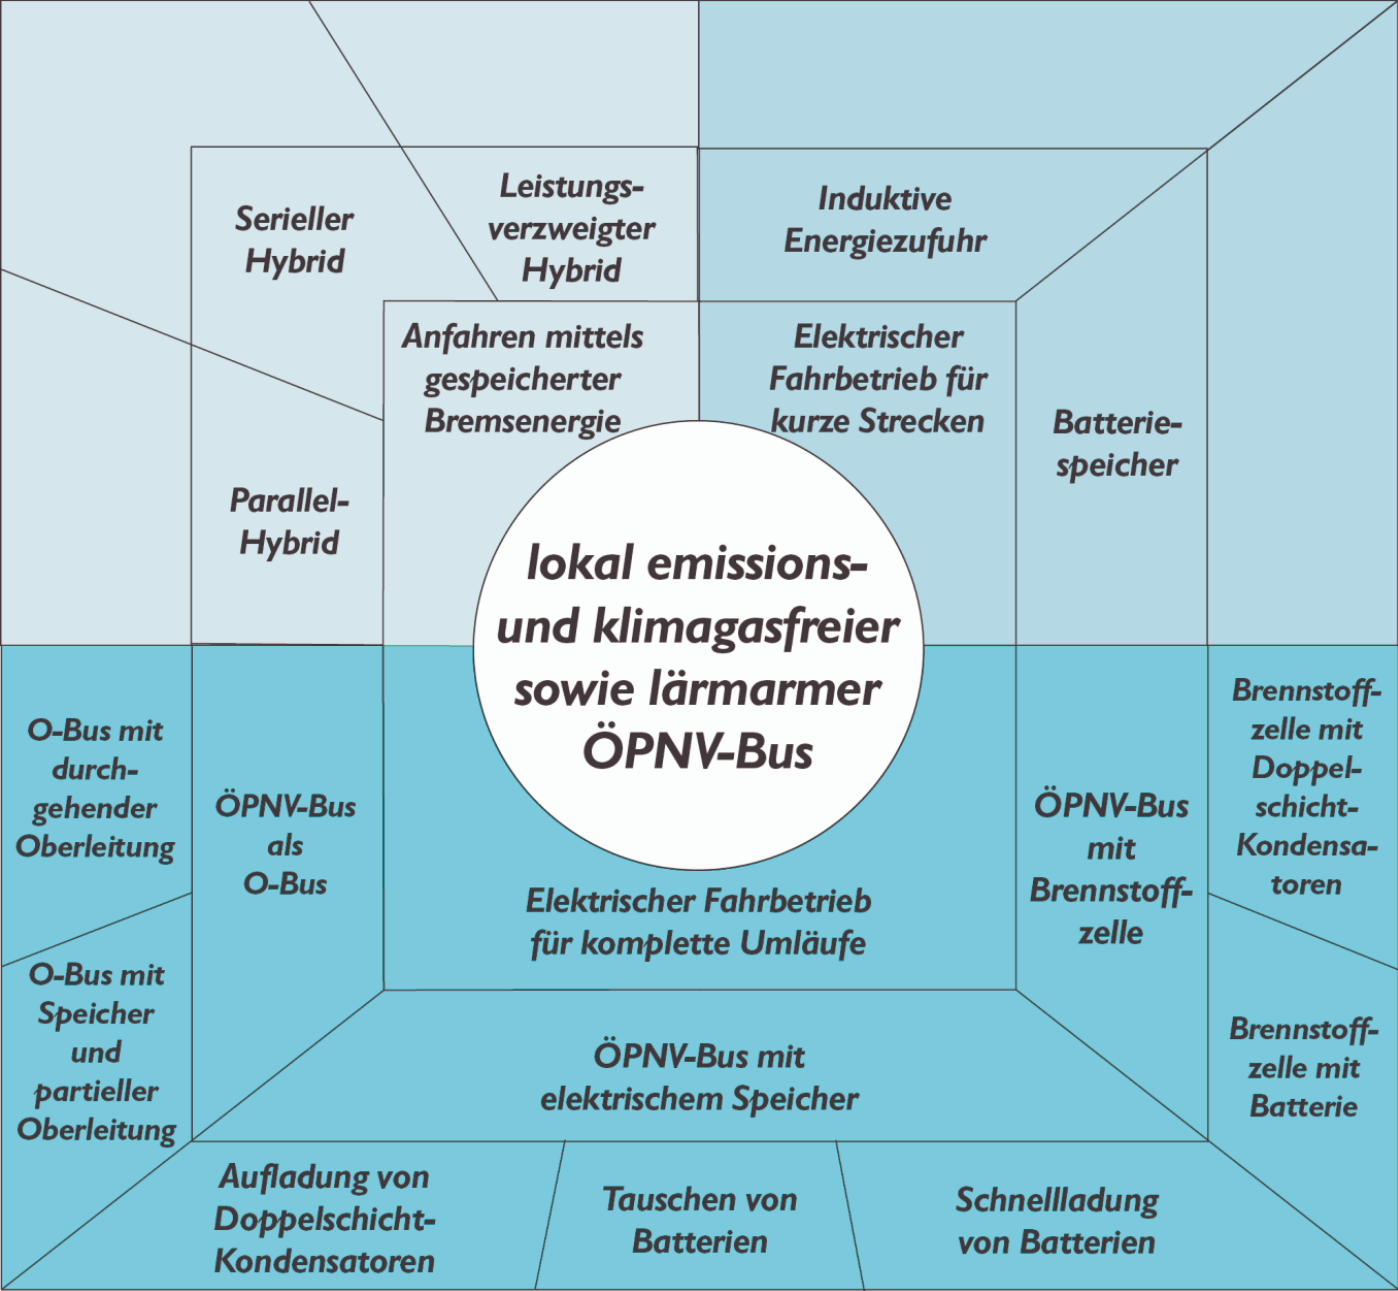 Serieller
Hybrid
Leistungs-
verzweigter
Hybrid
Induktive
Energiezufuhr
Anfahren mittels
gespeicherter
Bremsenergie
Elektrischer
Fahrbetrieb für
kurze Strecken
Parallel-
Hybrid
Batterie-
speicher
lokal emissions-
und klimagasfreier
sowie lärmarmer
ÖPNV-Bus
O-Bus mit
durch-
gehender
Oberleitung
ÖPNV-Bus
als
O-Bus
Elektrischer Fahrbetrieb
für komplette Umläufe
ÖPNV-Bus
mit
Brennstoff-
zelle
Brennstoff-
zelle mit
Doppel-
schicht-
Kondensa-
toren
O-Bus mit
Speicher
und
partieller
Oberleitung
ÖPNV-Bus mit
elektrischem Speicher
Brennstoff-
zelle mit
Batterie
Aufladung von
Doppelschicht-
Kondensatoren
Tauschen von
Batterien
Schnellladung
von Batterien